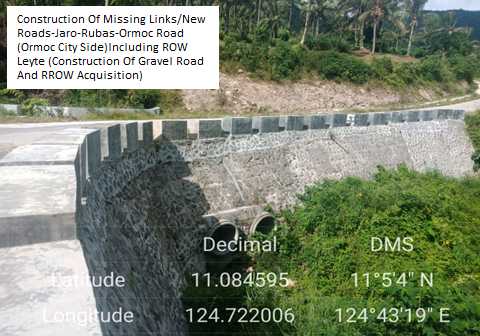 Construction Of Missing Links/New
Roads-Jaro-Rubas-Ormoc Road
(Ormoc City Side)Including ROW
Leyte (Construction Of Gravel Road
And RROW Acquisition)
Decimal DMS
Latitude 11.084595 11°5'4" N
Longitude 124.722006 124°43'19" E